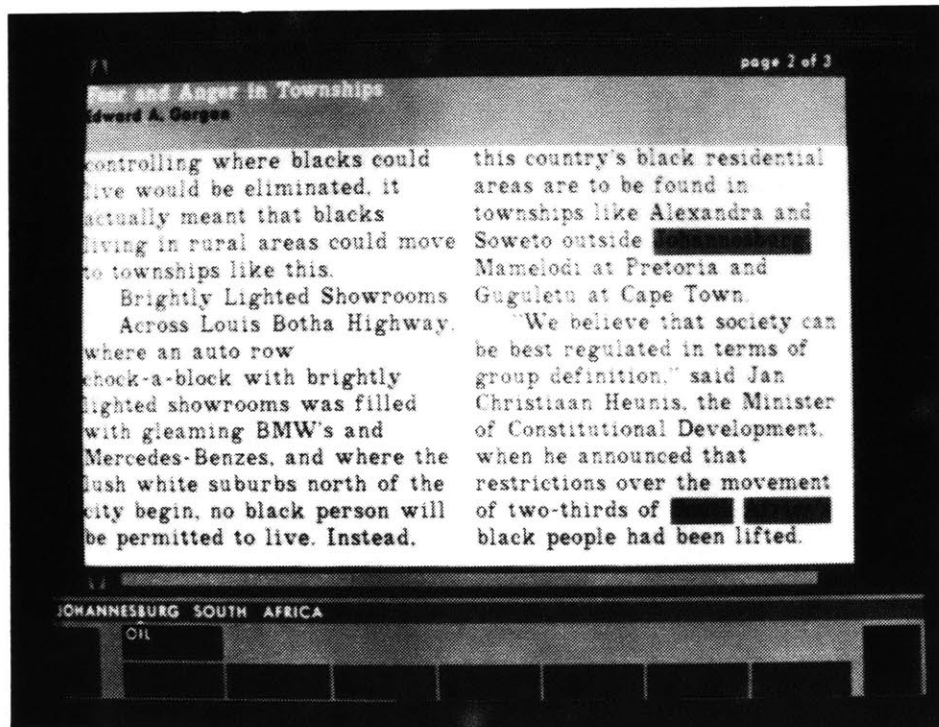 page 2 of 3
Fear and Anger in Townships
Edward A. Gargan
controlling where blacks could
live would be eliminated, it
actually meant that blacks
living in rural areas could move
to townships like this.
Brightly Lighted Showrooms
Across Louis Botha Highway,
where an auto row
chock-a-block with brightly
lighted showrooms was filled
with gleaming BMW's and
Mercedes-Benzes, and where the
lush white suburbs north of the
city begin, no black person will
be permitted to live. Instead,
this country's black residential
areas are to be found in
townships like Alexandra and
Soweto outside Johannesburg,
Mamelodi at Pretoria and
Guguletu at Cape Town.
"We believe that society can
be best regulated in terms of
group definition," said Jan
Christiaan Heunis, the Minister
of Constitutional Development,
when he announced that
restrictions over the movement
of two-thirds of South Africa's
black people had been lifted.
JOHANNESBURG SOUTH AFRICA
OIL